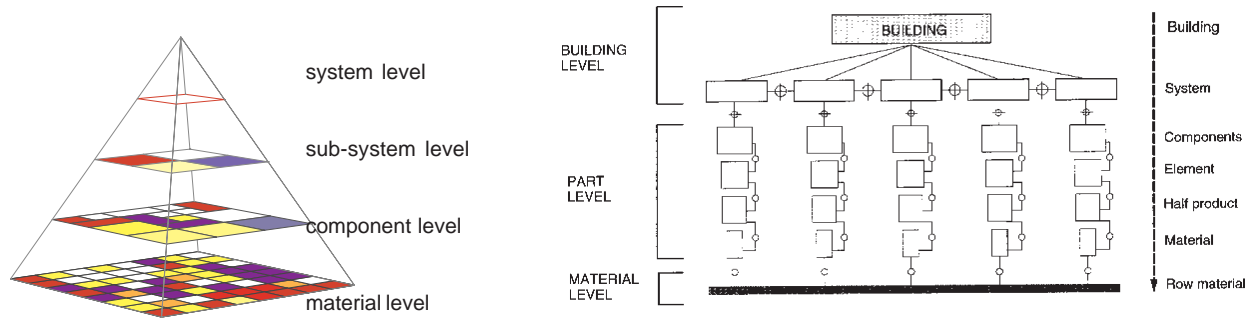 system level
sub-system level
component level
material level
BUILDING
LEVEL
PART
LEVEL
MATERIAL
LEVEL
BUILDING
Building
System
Components
Element
Half product
Material
Row material